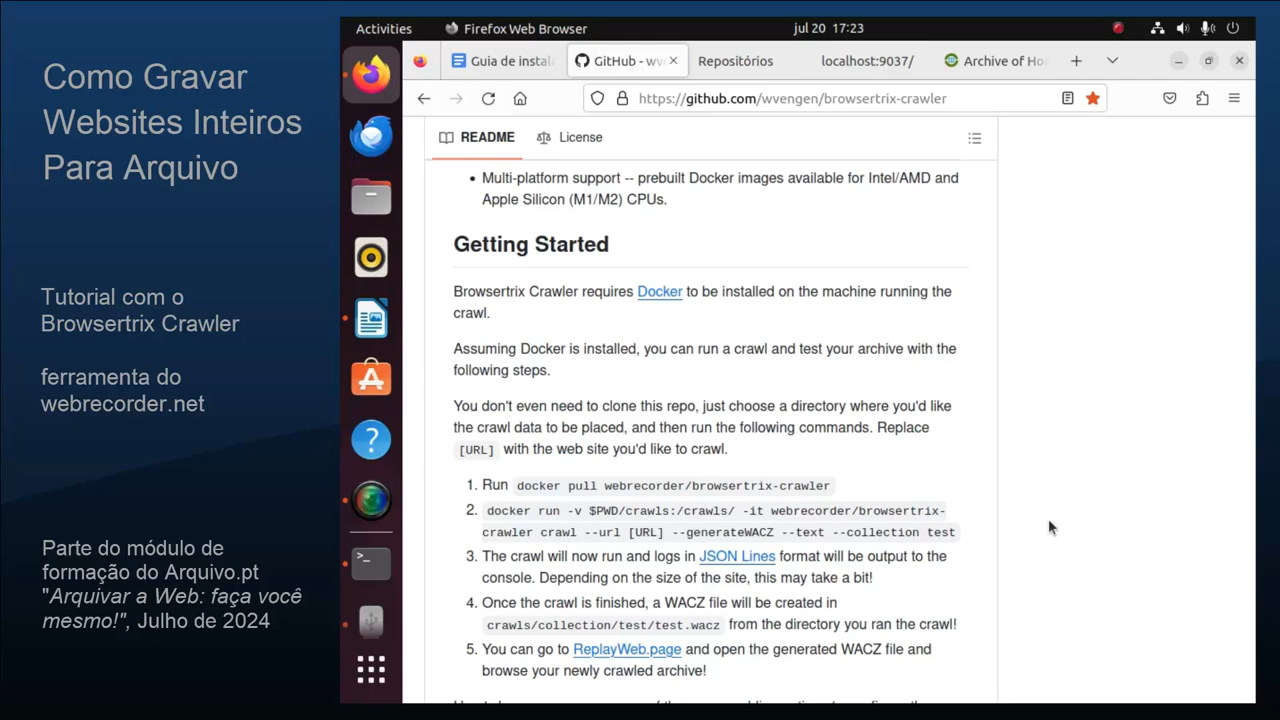 Como Gravar
Websites Inteiros
Para Arquivo
Tutorial com o
Browsertrix Crawler
ferramenta do
webrecorder.net
Parte do módulo de
formação do Arquivo.pt
"Arquivar a Web: faça você
mesmo!", Julho de 2024
Activities
Firefox Web Browser
jul 20 17:23
Guia de insta
GitHub - wv
Repositórios
localhost:9037/
Archive of Ho
https://github.com/wvengen/browsertrix-crawler
README
License
• Multi-platform support -- prebuilt Docker images available for Intel/AMD and
Apple Silicon (M1/M2) CPUs.
Getting Started
Browsertrix Crawler requires Docker to be installed on the machine running the
crawl.
Assuming Docker is installed, you can run a crawl and test your archive with the
following steps.
You don't even need to clone this repo, just choose a directory where you'd like
the crawl data to be placed, and then run the following commands. Replace
[URL] with the web site you'd like to crawl.
1. Run docker pull webrecorder/browsertrix-crawler
2. docker run -v $PWD/crawls:/crawls/ -it webrecorder/browsertrix-
crawler crawl --url [URL] --generateWACZ --text --collection test
3. The crawl will now run and logs in JSON Lines format will be output to the
console. Depending on the size of the site, this may take a bit!
4. Once the crawl is finished, a WACZ file will be created in
crawls/collection/test/test.wacz from the directory you ran the crawl!
5. You can go to ReplayWeb.page and open the generated WACZ file and
browse your newly crawled archive!